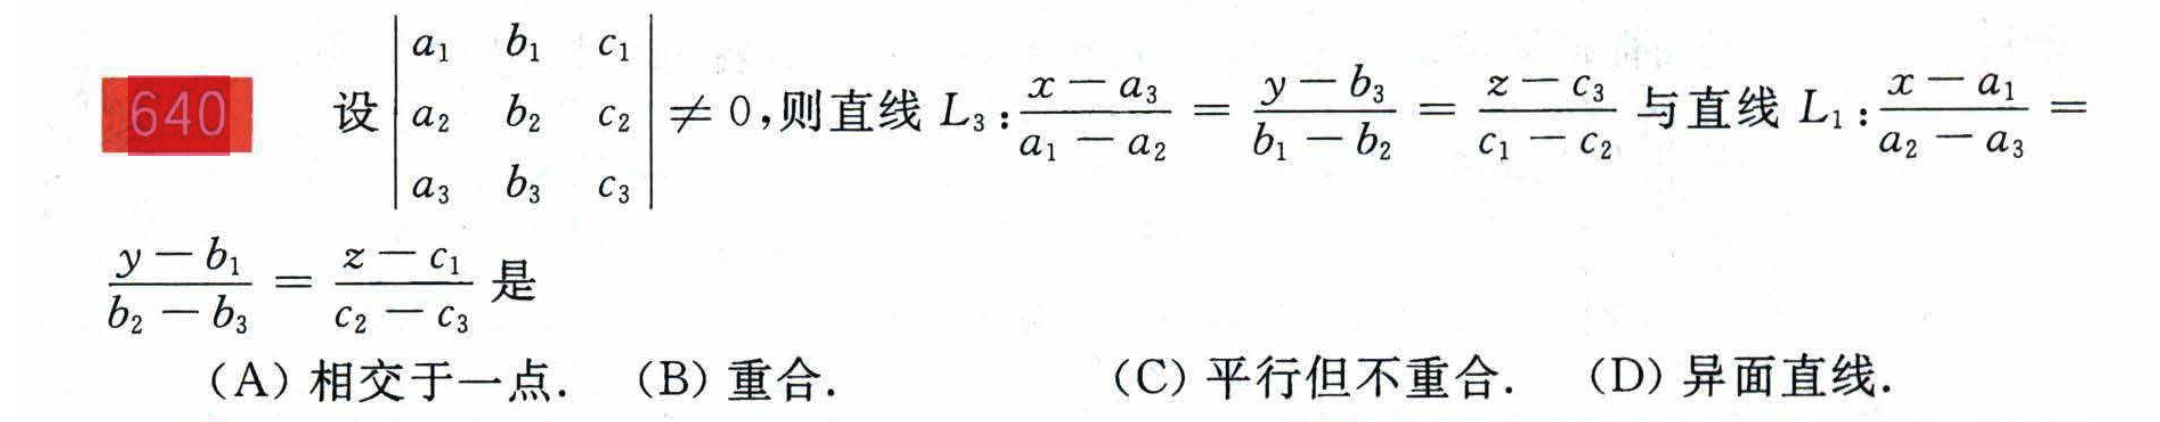 640 设 $\begin{vmatrix} a_1 & b_1 & c_1 \\ a_2 & b_2 & c_2 \\ a_3 & b_3 & c_3 \end{vmatrix} \neq 0$,则直线 $L_3: \frac{x-a_3}{a_1-a_2} = \frac{y-b_3}{b_1-b_2} = \frac{z-c_3}{c_1-c_2}$ 与直线 $L_1: \frac{x-a_1}{a_2-a_3} =$
$\frac{y-b_1}{b_2-b_3} = \frac{z-c_1}{c_2-c_3}$ 是
(A) 相交于一点. (B) 重合. (C) 平行但不重合. (D) 异面直线.